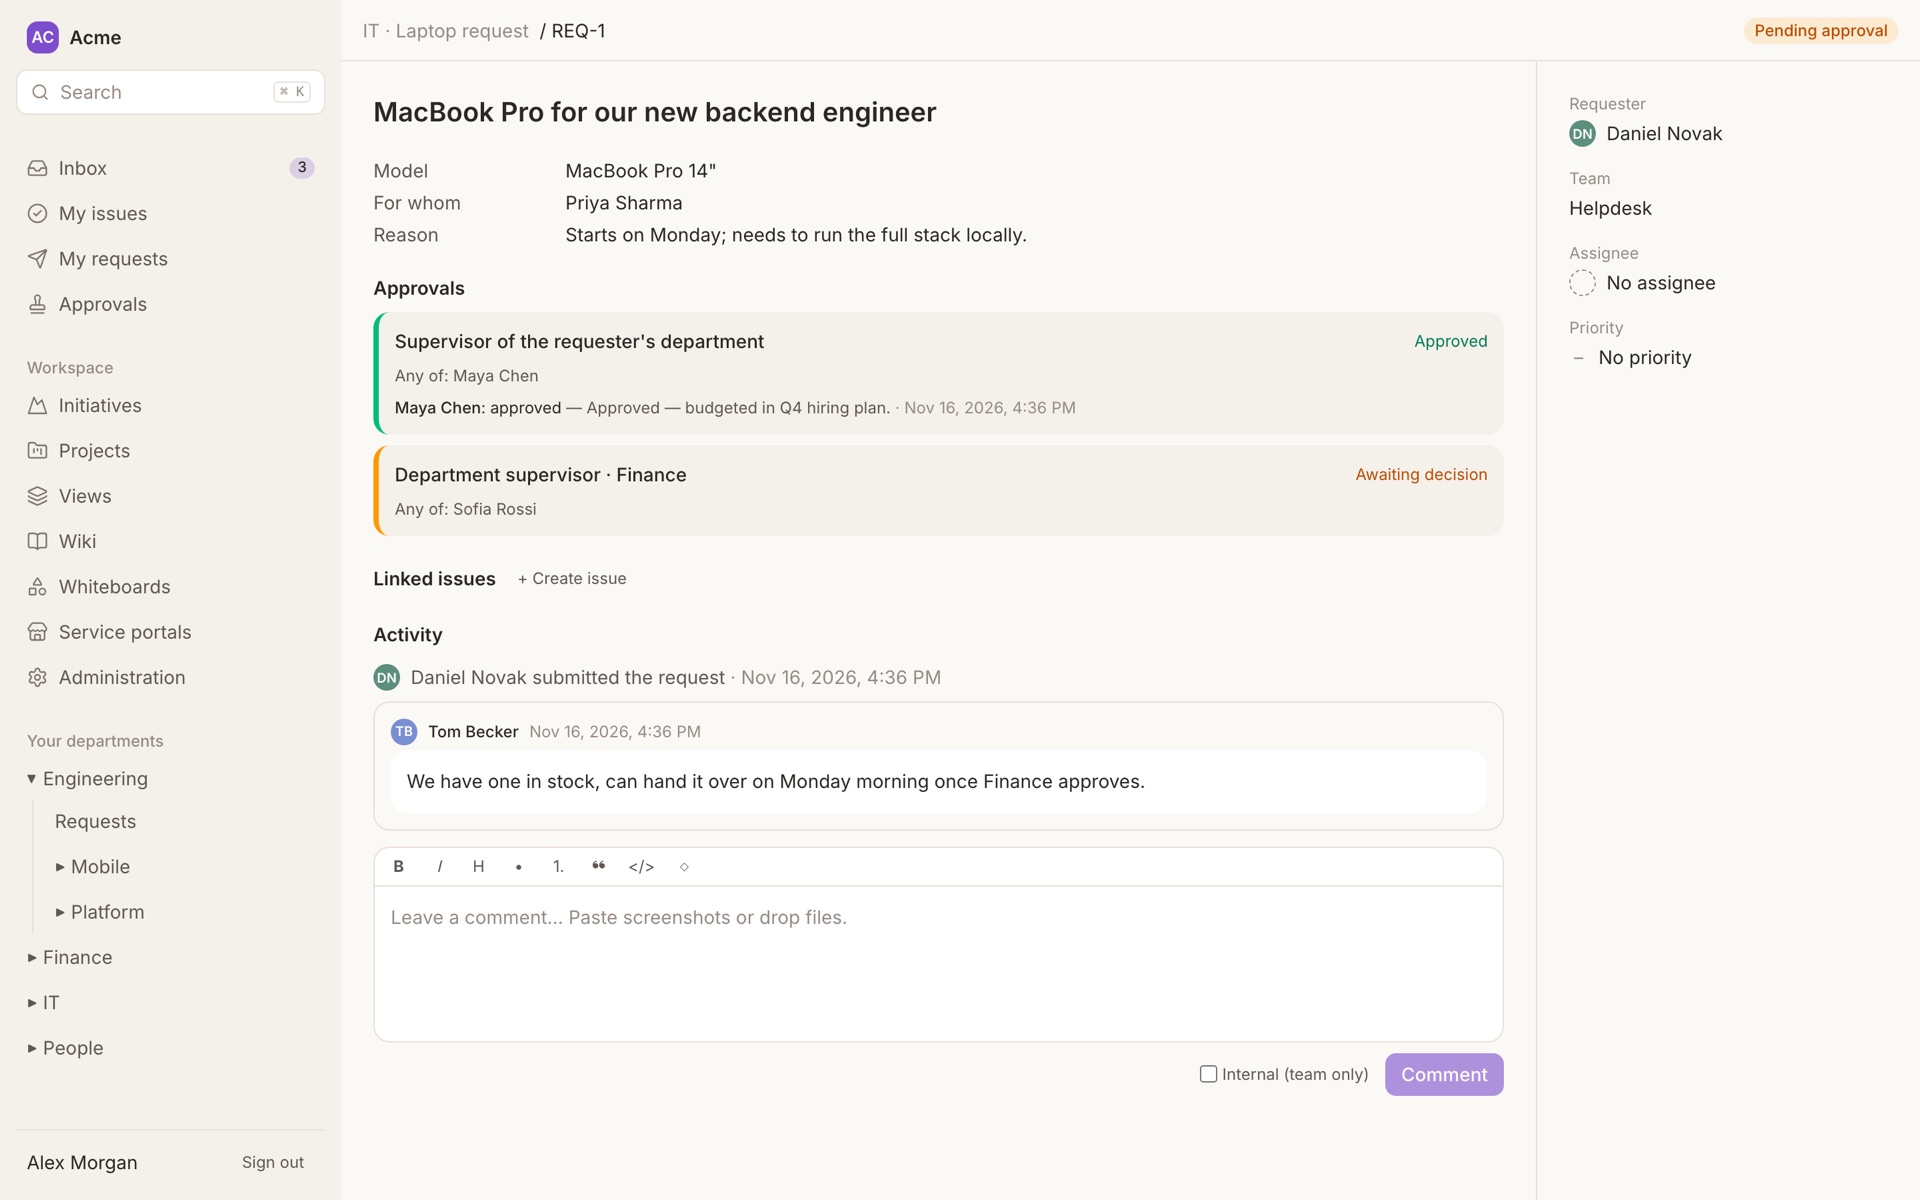 AC Acme
Search ⌘ K
Inbox 3
My issues
My requests
Approvals
Workspace
Initiatives
Projects
Views
Wiki
Whiteboards
Service portals
Administration
Your departments
▾ Engineering
Requests
▸ Mobile
▸ Platform
▸ Finance
▸ IT
▸ People
Alex Morgan Sign out
IT · Laptop request / REQ-1 Pending approval
MacBook Pro for our new backend engineer
Model MacBook Pro 14"
For whom Priya Sharma
Reason Starts on Monday; needs to run the full stack locally.
Approvals
Supervisor of the requester's department Approved
Any of: Maya Chen
Maya Chen: approved — Approved — budgeted in Q4 hiring plan. · Nov 16, 2026, 4:36 PM
Department supervisor · Finance Awaiting decision
Any of: Sofia Rossi
Linked issues + Create issue
Activity
DN Daniel Novak submitted the request · Nov 16, 2026, 4:36 PM
TB Tom Becker Nov 16, 2026, 4:36 PM
We have one in stock, can hand it over on Monday morning once Finance approves.
B I H • 1. ❝ </> ◇
Leave a comment... Paste screenshots or drop files.
Internal (team only) Comment
Requester
DN Daniel Novak
Team
Helpdesk
Assignee
No assignee
Priority
– No priority